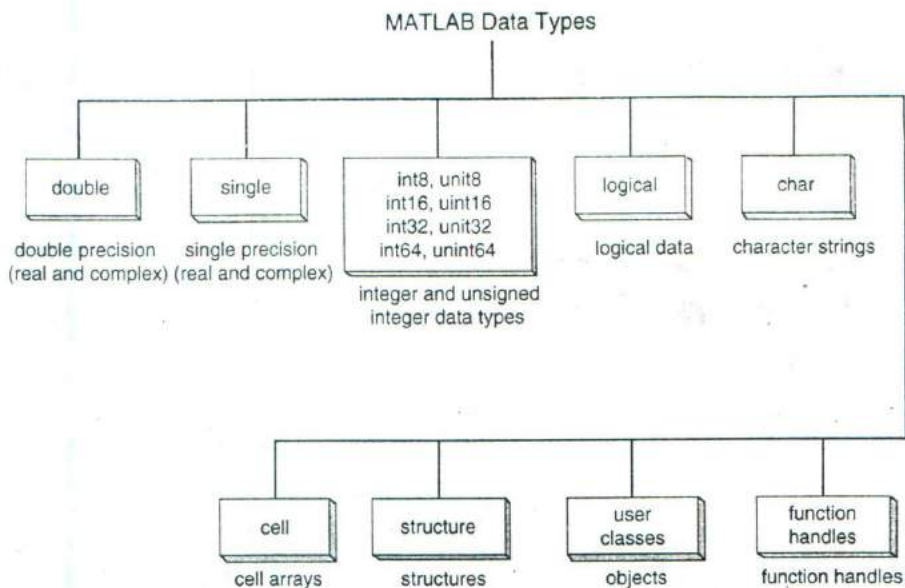 MATLAB Data Types
double
single
int8, unit8
int16, uint16
int32, unit32
int64, unint64
logical
char
double precision
(real and complex)
single precision
(real and complex)
integer and unsigned
integer data types
logical data
character strings
cell
structure
user
classes
function
handles
cell arrays
structures
objects
function handles